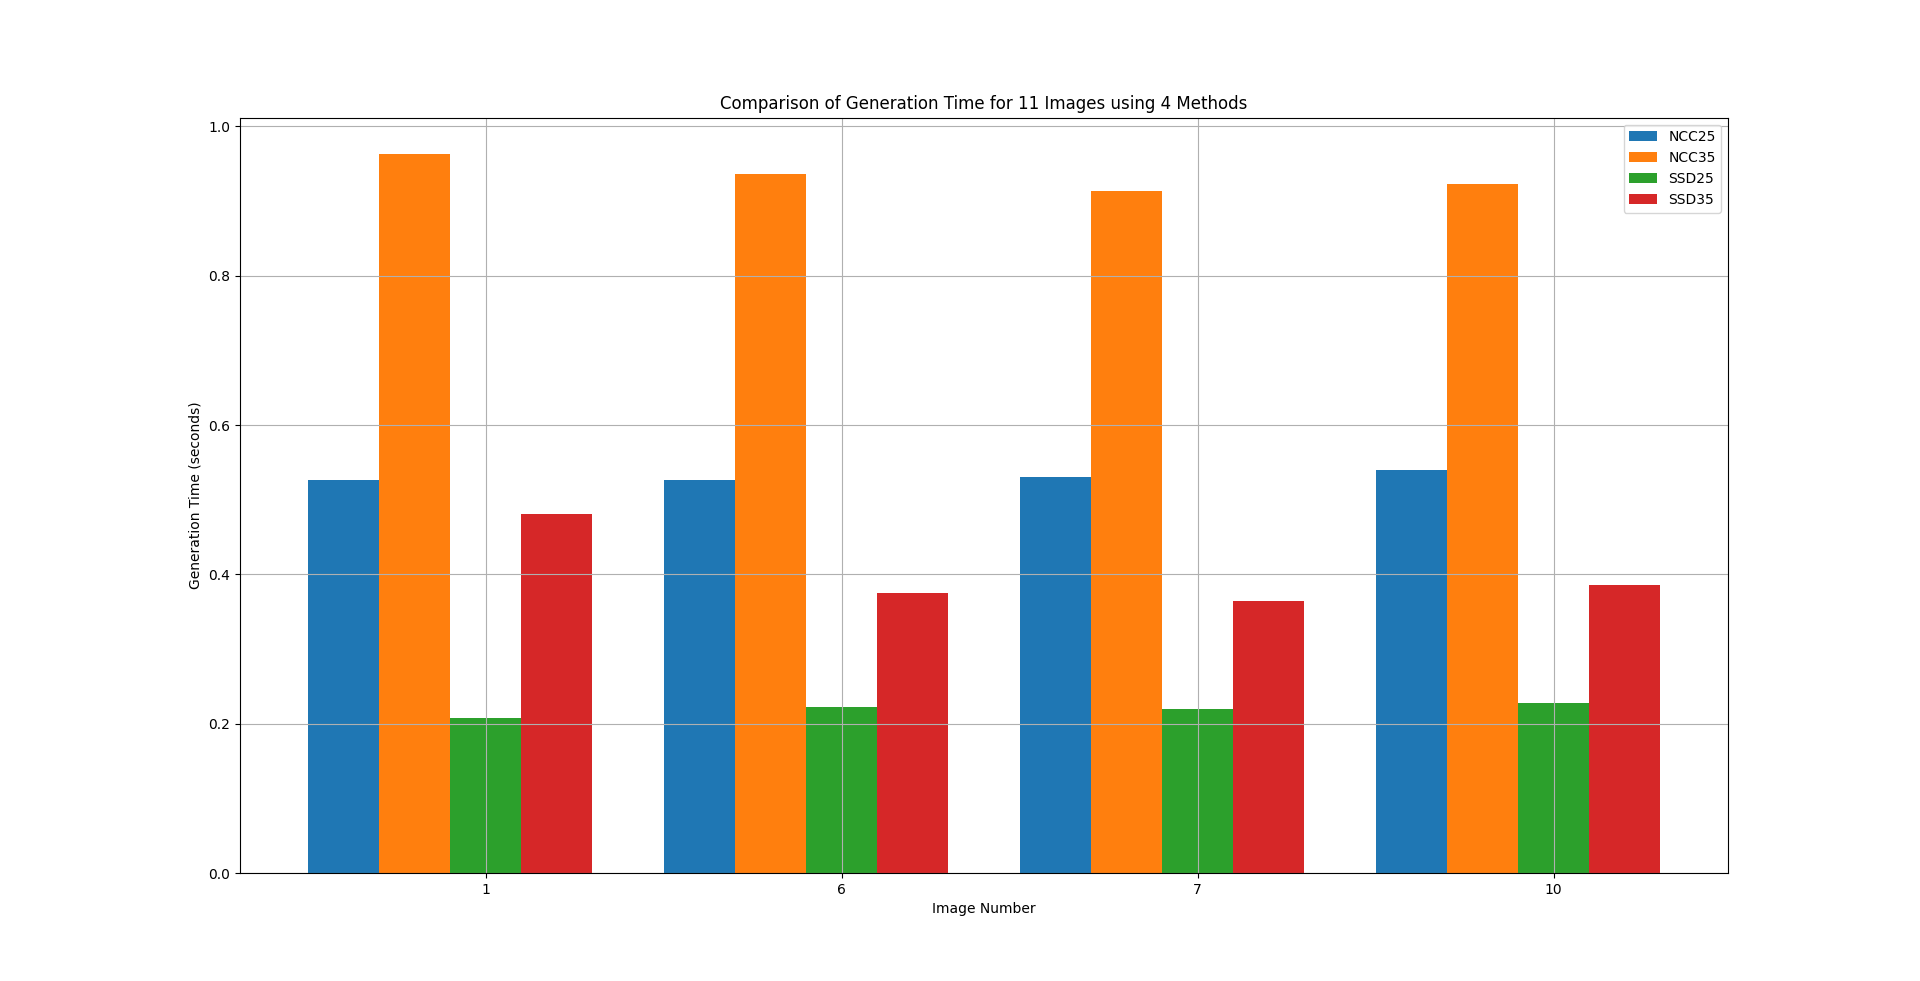 Comparison of Generation Time for 11 Images using 4 Methods
1.0
0.8
0.6
0.4
0.2
0.0
Generation Time (seconds)
NCC25
NCC35
SSD25
SSD35
1 6 7 10
Image Number